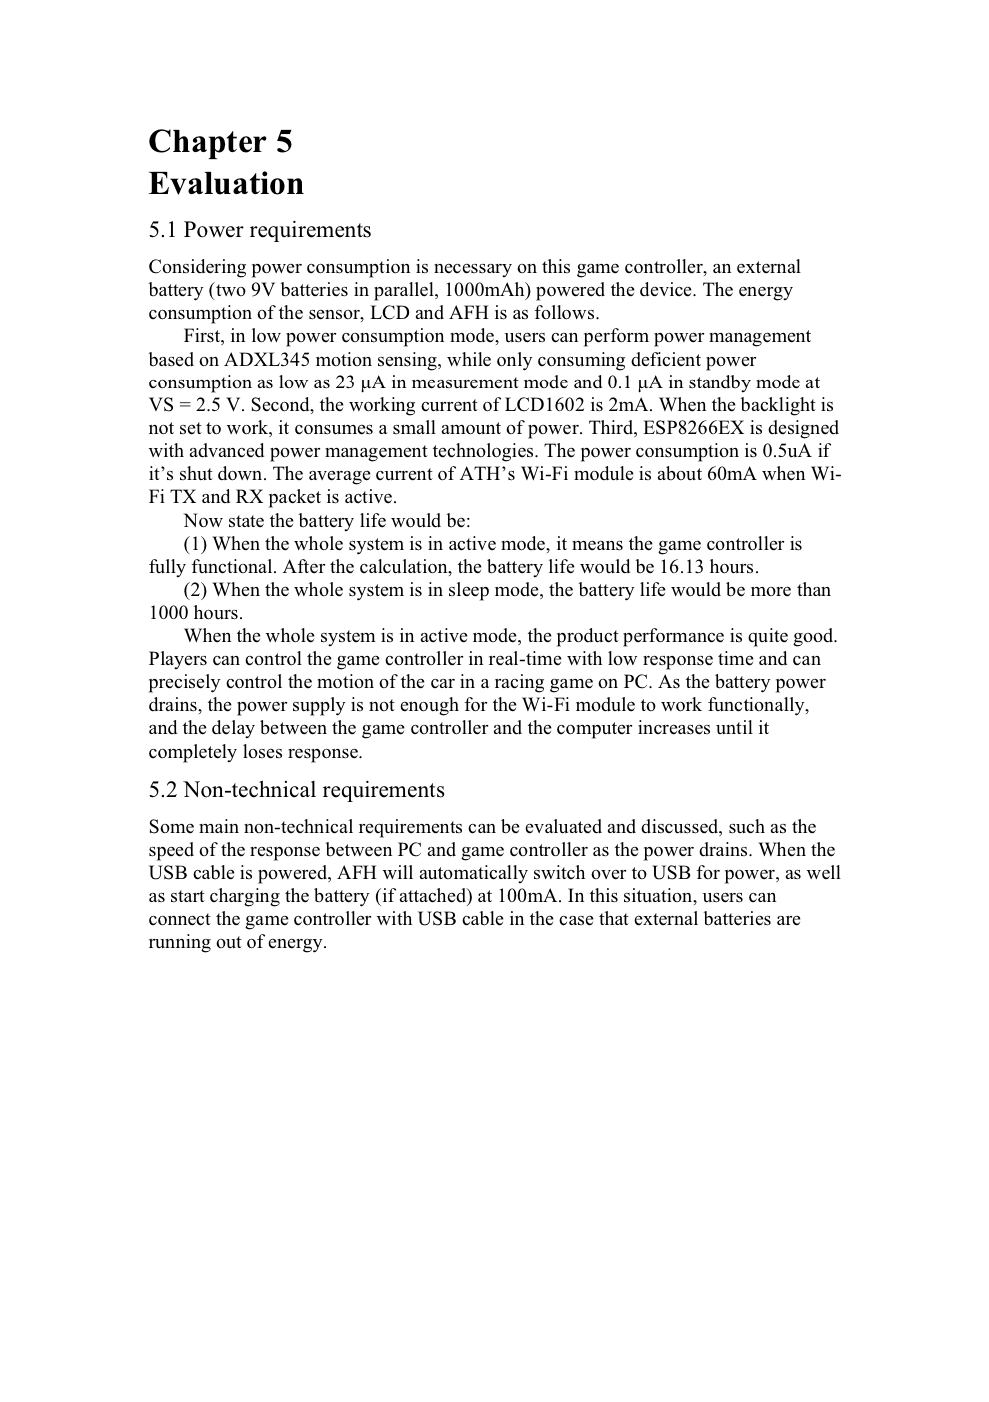 Chapter 5
Evaluation
5.1 Power requirements
Considering power consumption is necessary on this game controller, an external
battery (two 9V batteries in parallel, 1000mAh) powered the device. The energy
consumption of the sensor, LCD and AFH is as follows.
First, in low power consumption mode, users can perform power management
based on ADXL345 motion sensing, while only consuming deficient power
consumption as low as 23 μA in measurement mode and 0.1 μA in standby mode at
VS = 2.5 V. Second, the working current of LCD1602 is 2mA. When the backlight is
not set to work, it consumes a small amount of power. Third, ESP8266EX is designed
with advanced power management technologies. The power consumption is 0.5uA if
it’s shut down. The average current of ATH’s Wi-Fi module is about 60mA when Wi-
Fi TX and RX packet is active.
Now state the battery life would be:
(1) When the whole system is in active mode, it means the game controller is
fully functional. After the calculation, the battery life would be 16.13 hours.
(2) When the whole system is in sleep mode, the battery life would be more than
1000 hours.
When the whole system is in active mode, the product performance is quite good.
Players can control the game controller in real-time with low response time and can
precisely control the motion of the car in a racing game on PC. As the battery power
drains, the power supply is not enough for the Wi-Fi module to work functionally,
and the delay between the game controller and the computer increases until it
completely loses response.
5.2 Non-technical requirements
Some main non-technical requirements can be evaluated and discussed, such as the
speed of the response between PC and game controller as the power drains. When the
USB cable is powered, AFH will automatically switch over to USB for power, as well
as start charging the battery (if attached) at 100mA. In this situation, users can
connect the game controller with USB cable in the case that external batteries are
running out of energy.